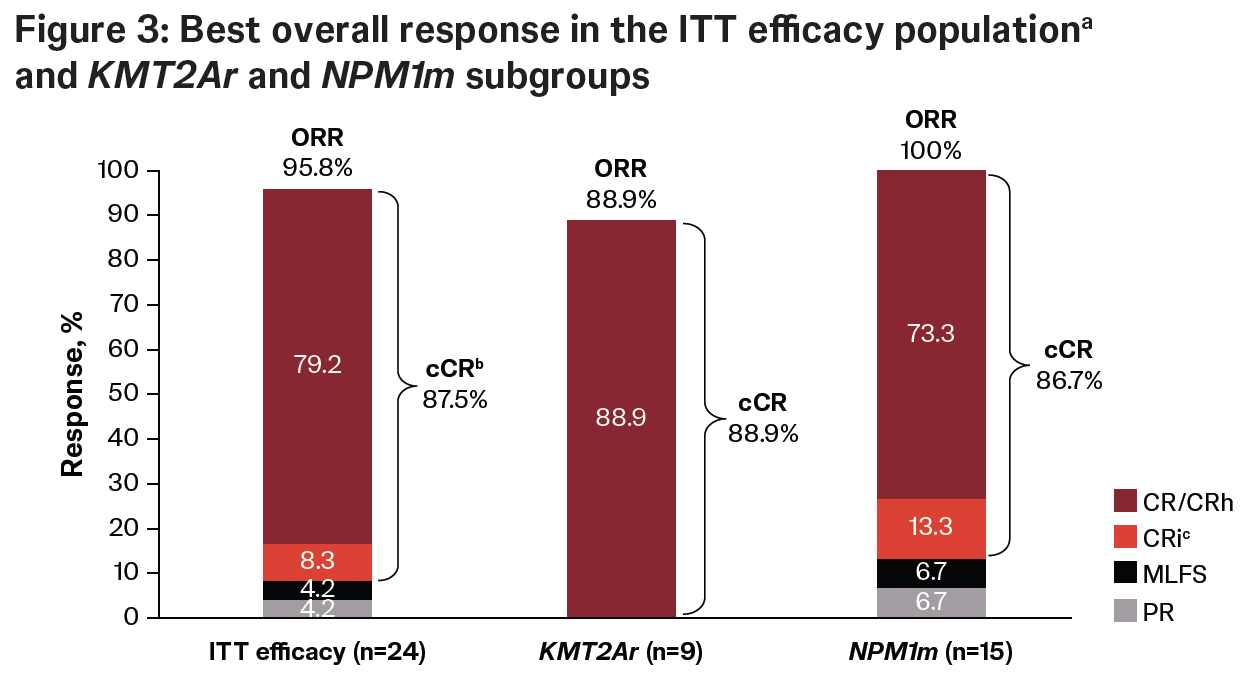 Figure 3: Best overall response in the ITT efficacy populationᵃ
and KMT2Ar and NPM1m subgroups
Response, %
100
90
80
70
60
50
40
30
20
10
0
ORR
95.8%
79.2
8.3
4.2
4.2
cCRᵇ
87.5%
ITT efficacy (n=24)
ORR
88.9%
88.9
cCR
88.9%
KMT2Ar (n=9)
ORR
100%
73.3
13.3
6.7
6.7
cCR
86.7%
NPM1m (n=15)
CR/CRh
CRiᶜ
MLFS
PR